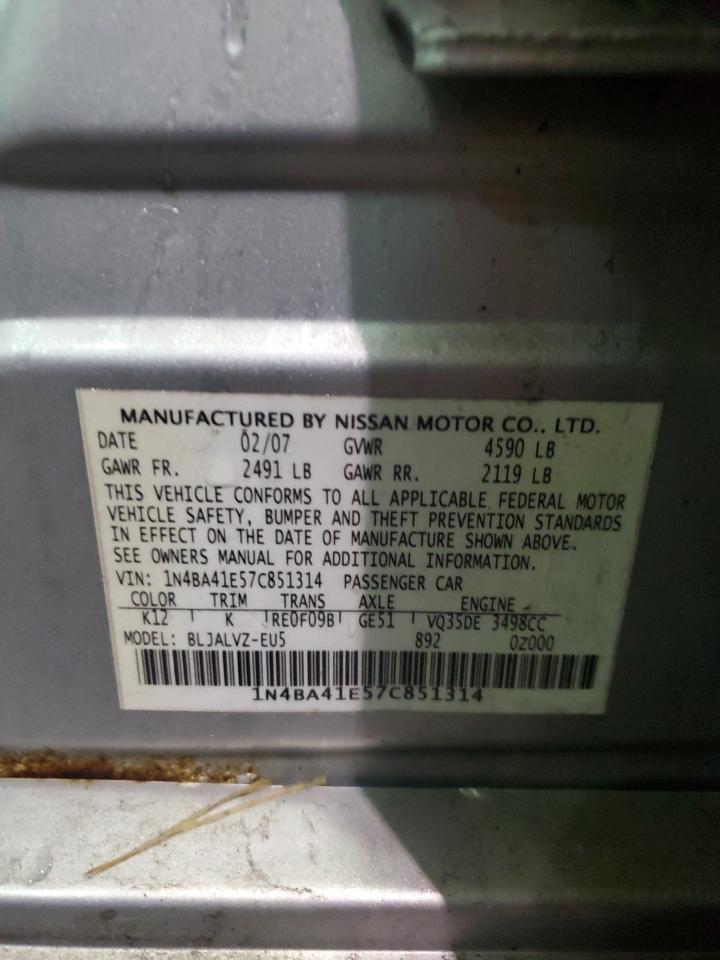 MANUFACTURED BY NISSAN MOTOR CO., LTD.
DATE 02/07 GVWR 4590 LB
GAWR FR. 2491 LB GAWR RR. 2119 LB
THIS VEHICLE CONFORMS TO ALL APPLICABLE FEDERAL MOTOR
VEHICLE SAFETY, BUMPER AND THEFT PREVENTION STANDARDS
IN EFFECT ON THE DATE OF MANUFACTURE SHOWN ABOVE.
SEE OWNERS MANUAL FOR ADDITIONAL INFORMATION.
VIN: 1N4BA41E57C851314 PASSENGER CAR
COLOR TRIM TRANS AXLE ENGINE
K12 K RE0F09B GE51 VQ35DE 3498CC
MODEL: BLJALVZ-EU5 892 0Z000
1N4BA41E57C851314